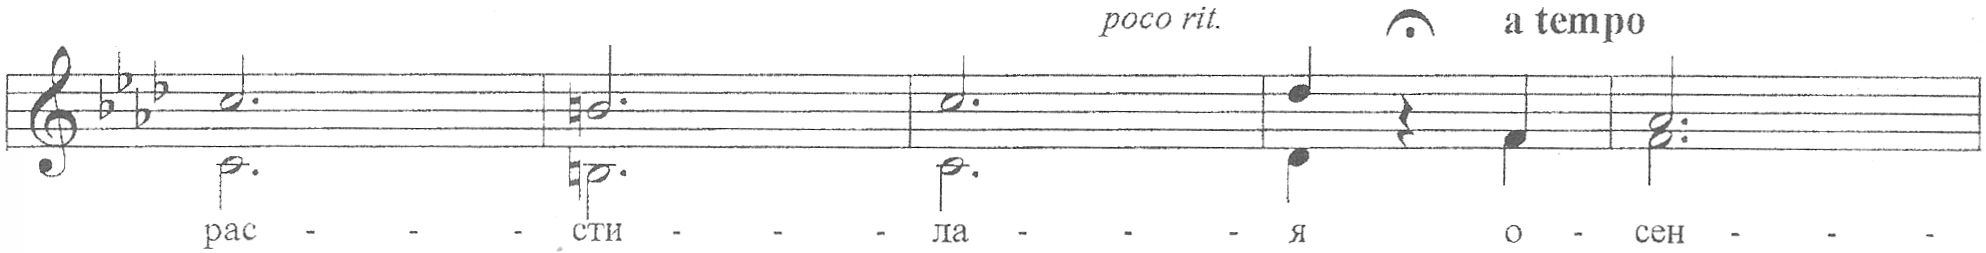 poco rit. a tempo
рас - - - сти - - - ла - - - я о - сен - - -